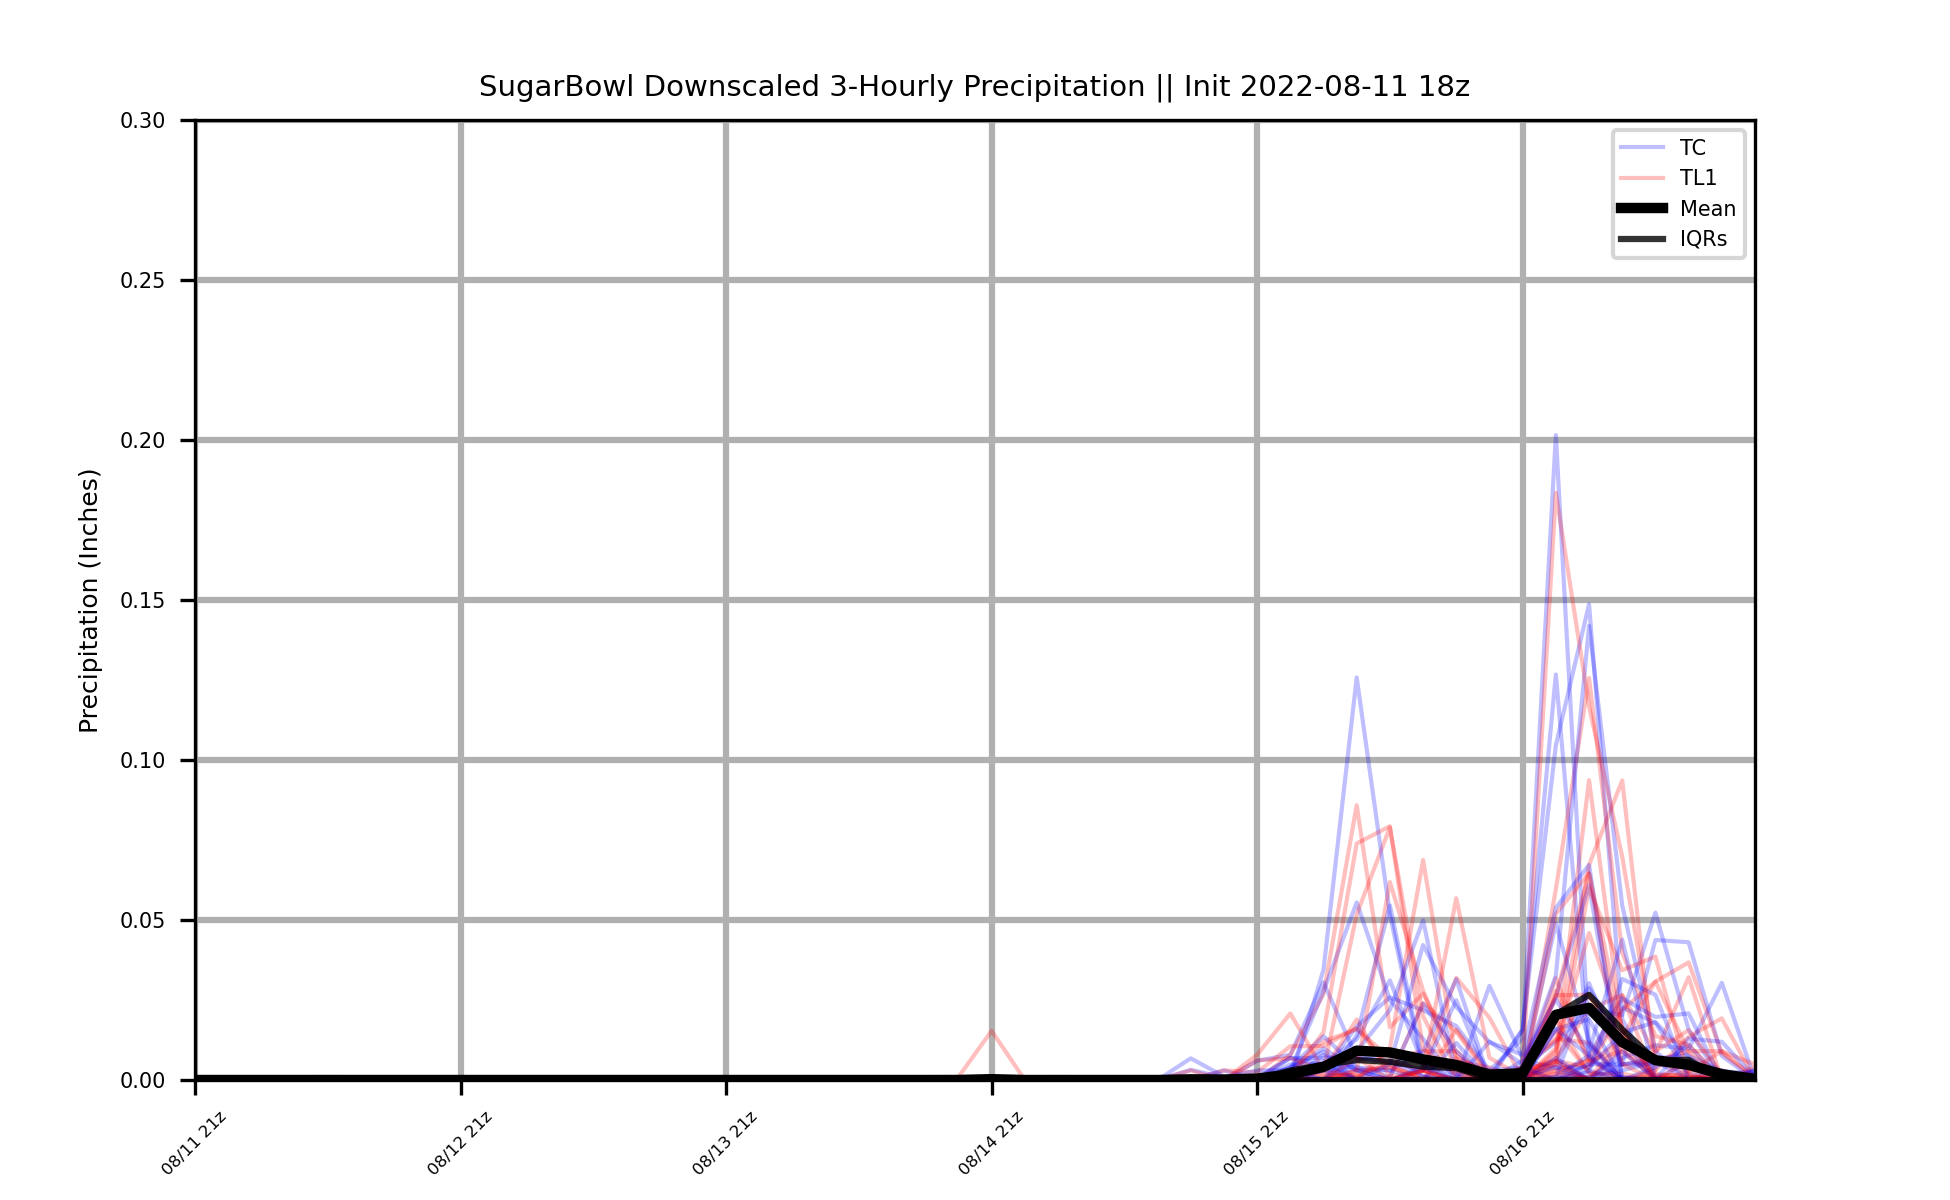 SugarBowl Downscaled 3-Hourly Precipitation || Init 2022-08-11 18z
0.30
0.25
0.20
0.15
0.10
0.05
0.00
Precipitation (Inches)
TC
TL1
Mean
IQRs
08/11 21z
08/12 21z
08/13 21z
08/14 21z
08/15 21z
08/16 21z